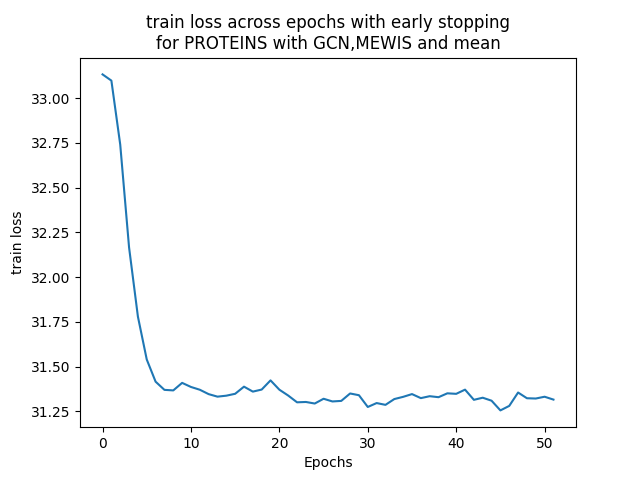 train loss across epochs with early stopping
for PROTEINS with GCN,MEWIS and mean
33.00
32.75
32.50
32.25
32.00
31.75
31.50
31.25
train loss
0 10 20 30 40 50
Epochs